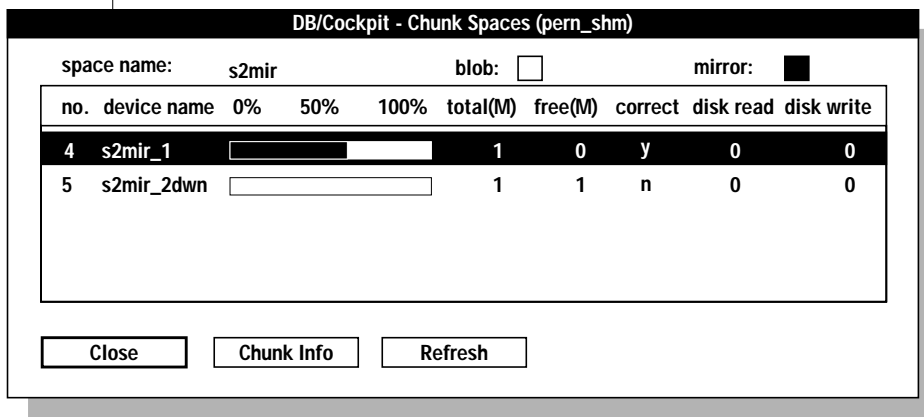 DB/Cockpit - Chunk Spaces (pern_shm)
space name: s2mir blob: mirror:
no. device name 0% 50% 100% total(M) free(M) correct disk read disk write
4 s2mir_1 1 0 y 0 0
5 s2mir_2dwn 1 1 n 0 0
Close Chunk Info Refresh